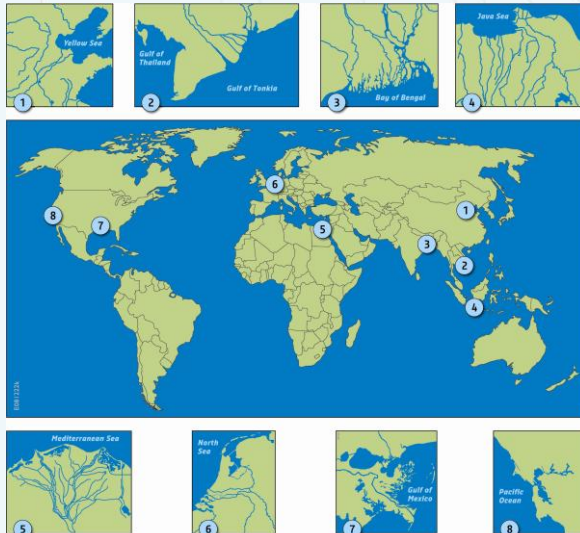 Yellow Sea
1
Gulf of
Thailand
Gulf of Tonkin
2
Bay of Bengal
3
Java Sea
4
6
8
7
5
1
3
2
4
Mediterranean Sea
5
North
Sea
6
Gulf of
Mexico
7
Pacific
Ocean
8